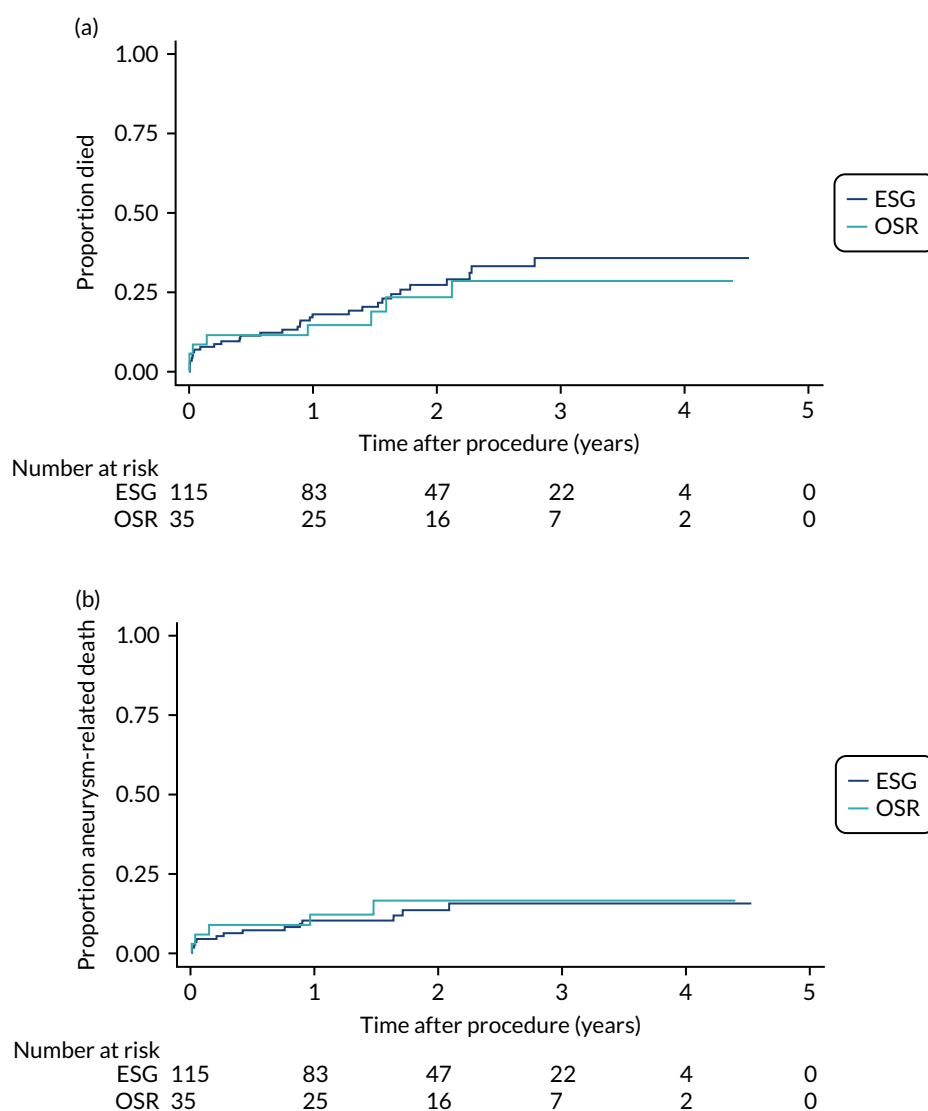 (a)
1.00
0.75
0.50
0.25
0.00
Proportion died
ESG
OSR
0 1 2 3 4 5
Time after procedure (years)
Number at risk
ESG 115 83 47 22 4 0
OSR 35 25 16 7 2 0
(b)
1.00
0.75
0.50
0.25
0.00
Proportion aneurysm-related death
ESG
OSR
0 1 2 3 4 5
Time after procedure (years)
Number at risk
ESG 115 83 47 22 4 0
OSR 35 25 16 7 2 0